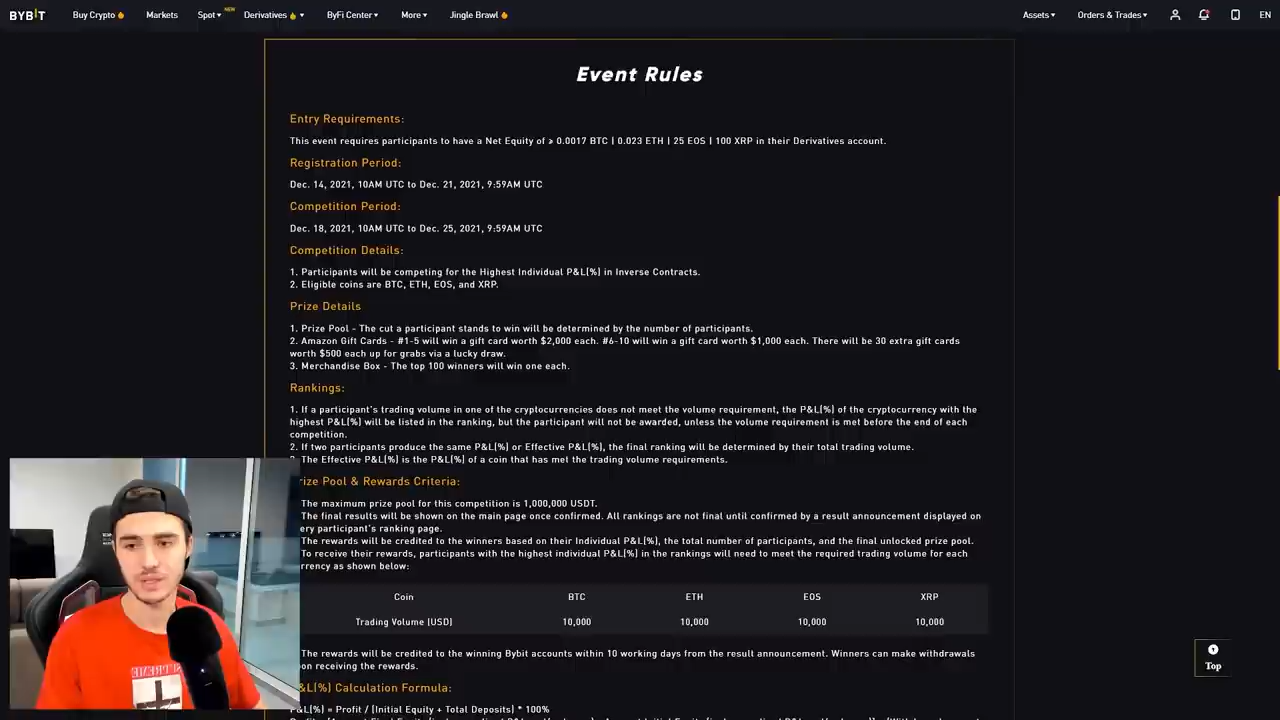 BYBIT Buy Crypto Markets Spot NEW Derivatives ByFi Center More Jingle Brawl Assets Orders & Trades EN
Event Rules
Entry Requirements:
This event requires participants to have a Net Equity of ≥ 0.0017 BTC | 0.023 ETH | 25 EOS | 100 XRP in their Derivatives account.
Registration Period:
Dec. 14, 2021, 10AM UTC to Dec. 21, 2021, 9:59AM UTC
Competition Period:
Dec. 18, 2021, 10AM UTC to Dec. 25, 2021, 9:59AM UTC
Competition Details:
1. Participants will be competing for the Highest Individual P&L(%) in Inverse Contracts.
2. Eligible coins are BTC, ETH, EOS, and XRP.
Prize Details
1. Prize Pool - The cut a participant stands to win will be determined by the number of participants.
2. Amazon Gift Cards - #1-5 will win a gift card worth $2,000 each. #6-10 will win a gift card worth $1,000 each. There will be 30 extra gift cards
worth $500 each up for grabs via a lucky draw.
3. Merchandise Box - The top 100 winners will win one each.
Rankings:
1. If a participant's trading volume in one of the cryptocurrencies does not meet the volume requirement, the P&L(%) of the cryptocurrency with the
highest P&L(%) will be listed in the ranking, but the participant will not be awarded, unless the volume requirement is met before the end of each
competition.
2. If two participants produce the same P&L(%) or Effective P&L(%), the final ranking will be determined by their total trading volume.
The Effective P&L(%) is the P&L(%) of a coin that has met the trading volume requirements.
rize Pool & Rewards Criteria:
The maximum prize pool for this competition is 1,000,000 USDT.
The final results will be shown on the main page once confirmed. All rankings are not final until confirmed by a result announcement displayed on
ery participant's ranking page.
The rewards will be credited to the winners based on their Individual P&L(%), the total number of participants, and the final unlocked prize pool.
To receive their rewards, participants with the highest individual P&L(%) in the rankings will need to meet the required trading volume for each
rrency as shown below:
Coin BTC ETH EOS XRP
Trading Volume (USD) 10,000 10,000 10,000 10,000
The rewards will be credited to the winning Bybit accounts within 10 working days from the result announcement. Winners can make withdrawals
on receiving the rewards.
&L(%) Calculation Formula:
P&L(%) = Profit / (Initial Equity + Total Deposits) * 100%
Top